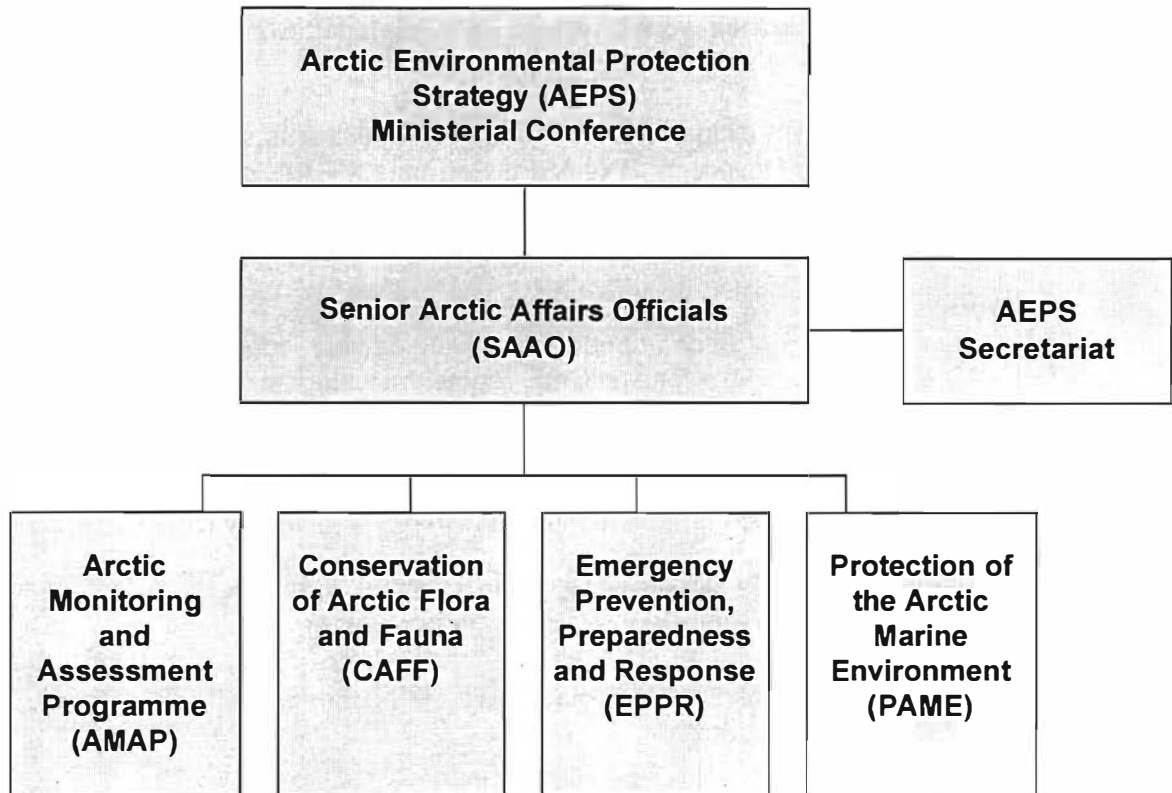 Arctic Environmental Protection
Strategy (AEPS)
Ministerial Conference
Senior Arctic Affairs Officials
(SAAO)
AEPS
Secretariat
Arctic
Monitoring
and
Assessment
Programme
(AMAP)
Conservation
of Arctic Flora
and Fauna
(CAFF)
Emergency
Prevention,
Preparedness
and Response
(EPPR)
Protection of
the Arctic
Marine
Environment
(PAME)